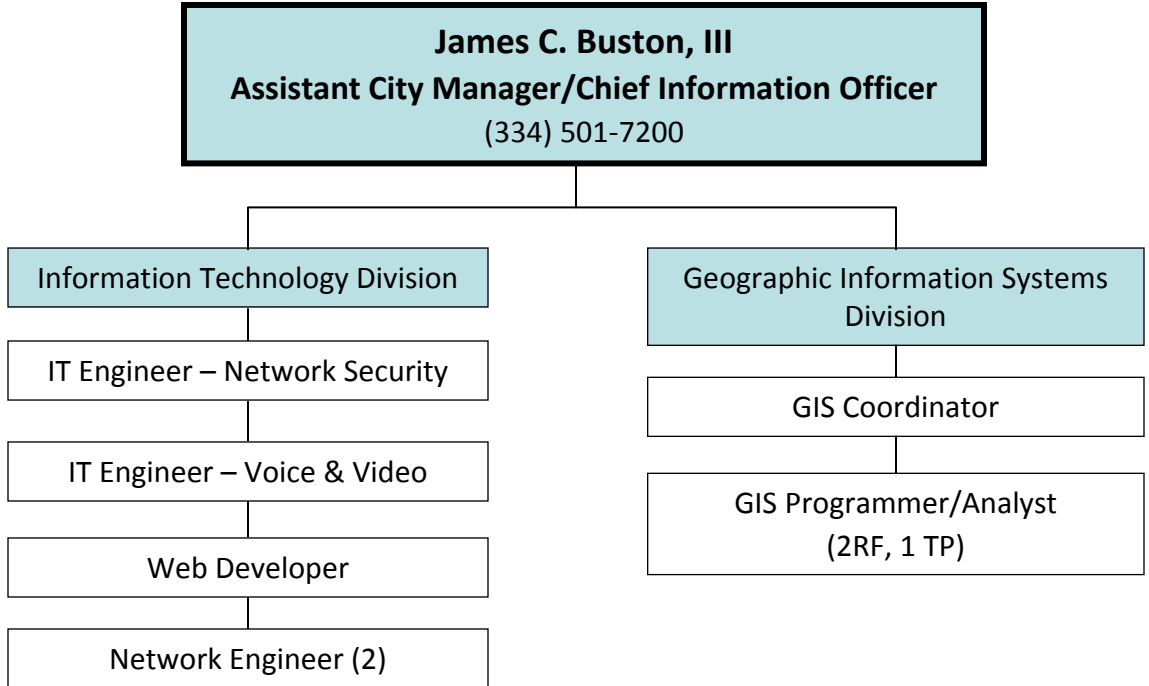 James C. Buston, III
Assistant City Manager/Chief Information Officer
(334) 501-7200
Information Technology Division
IT Engineer – Network Security
IT Engineer – Voice & Video
Web Developer
Network Engineer (2)
Geographic Information Systems
Division
GIS Coordinator
GIS Programmer/Analyst
(2RF, 1 TP)